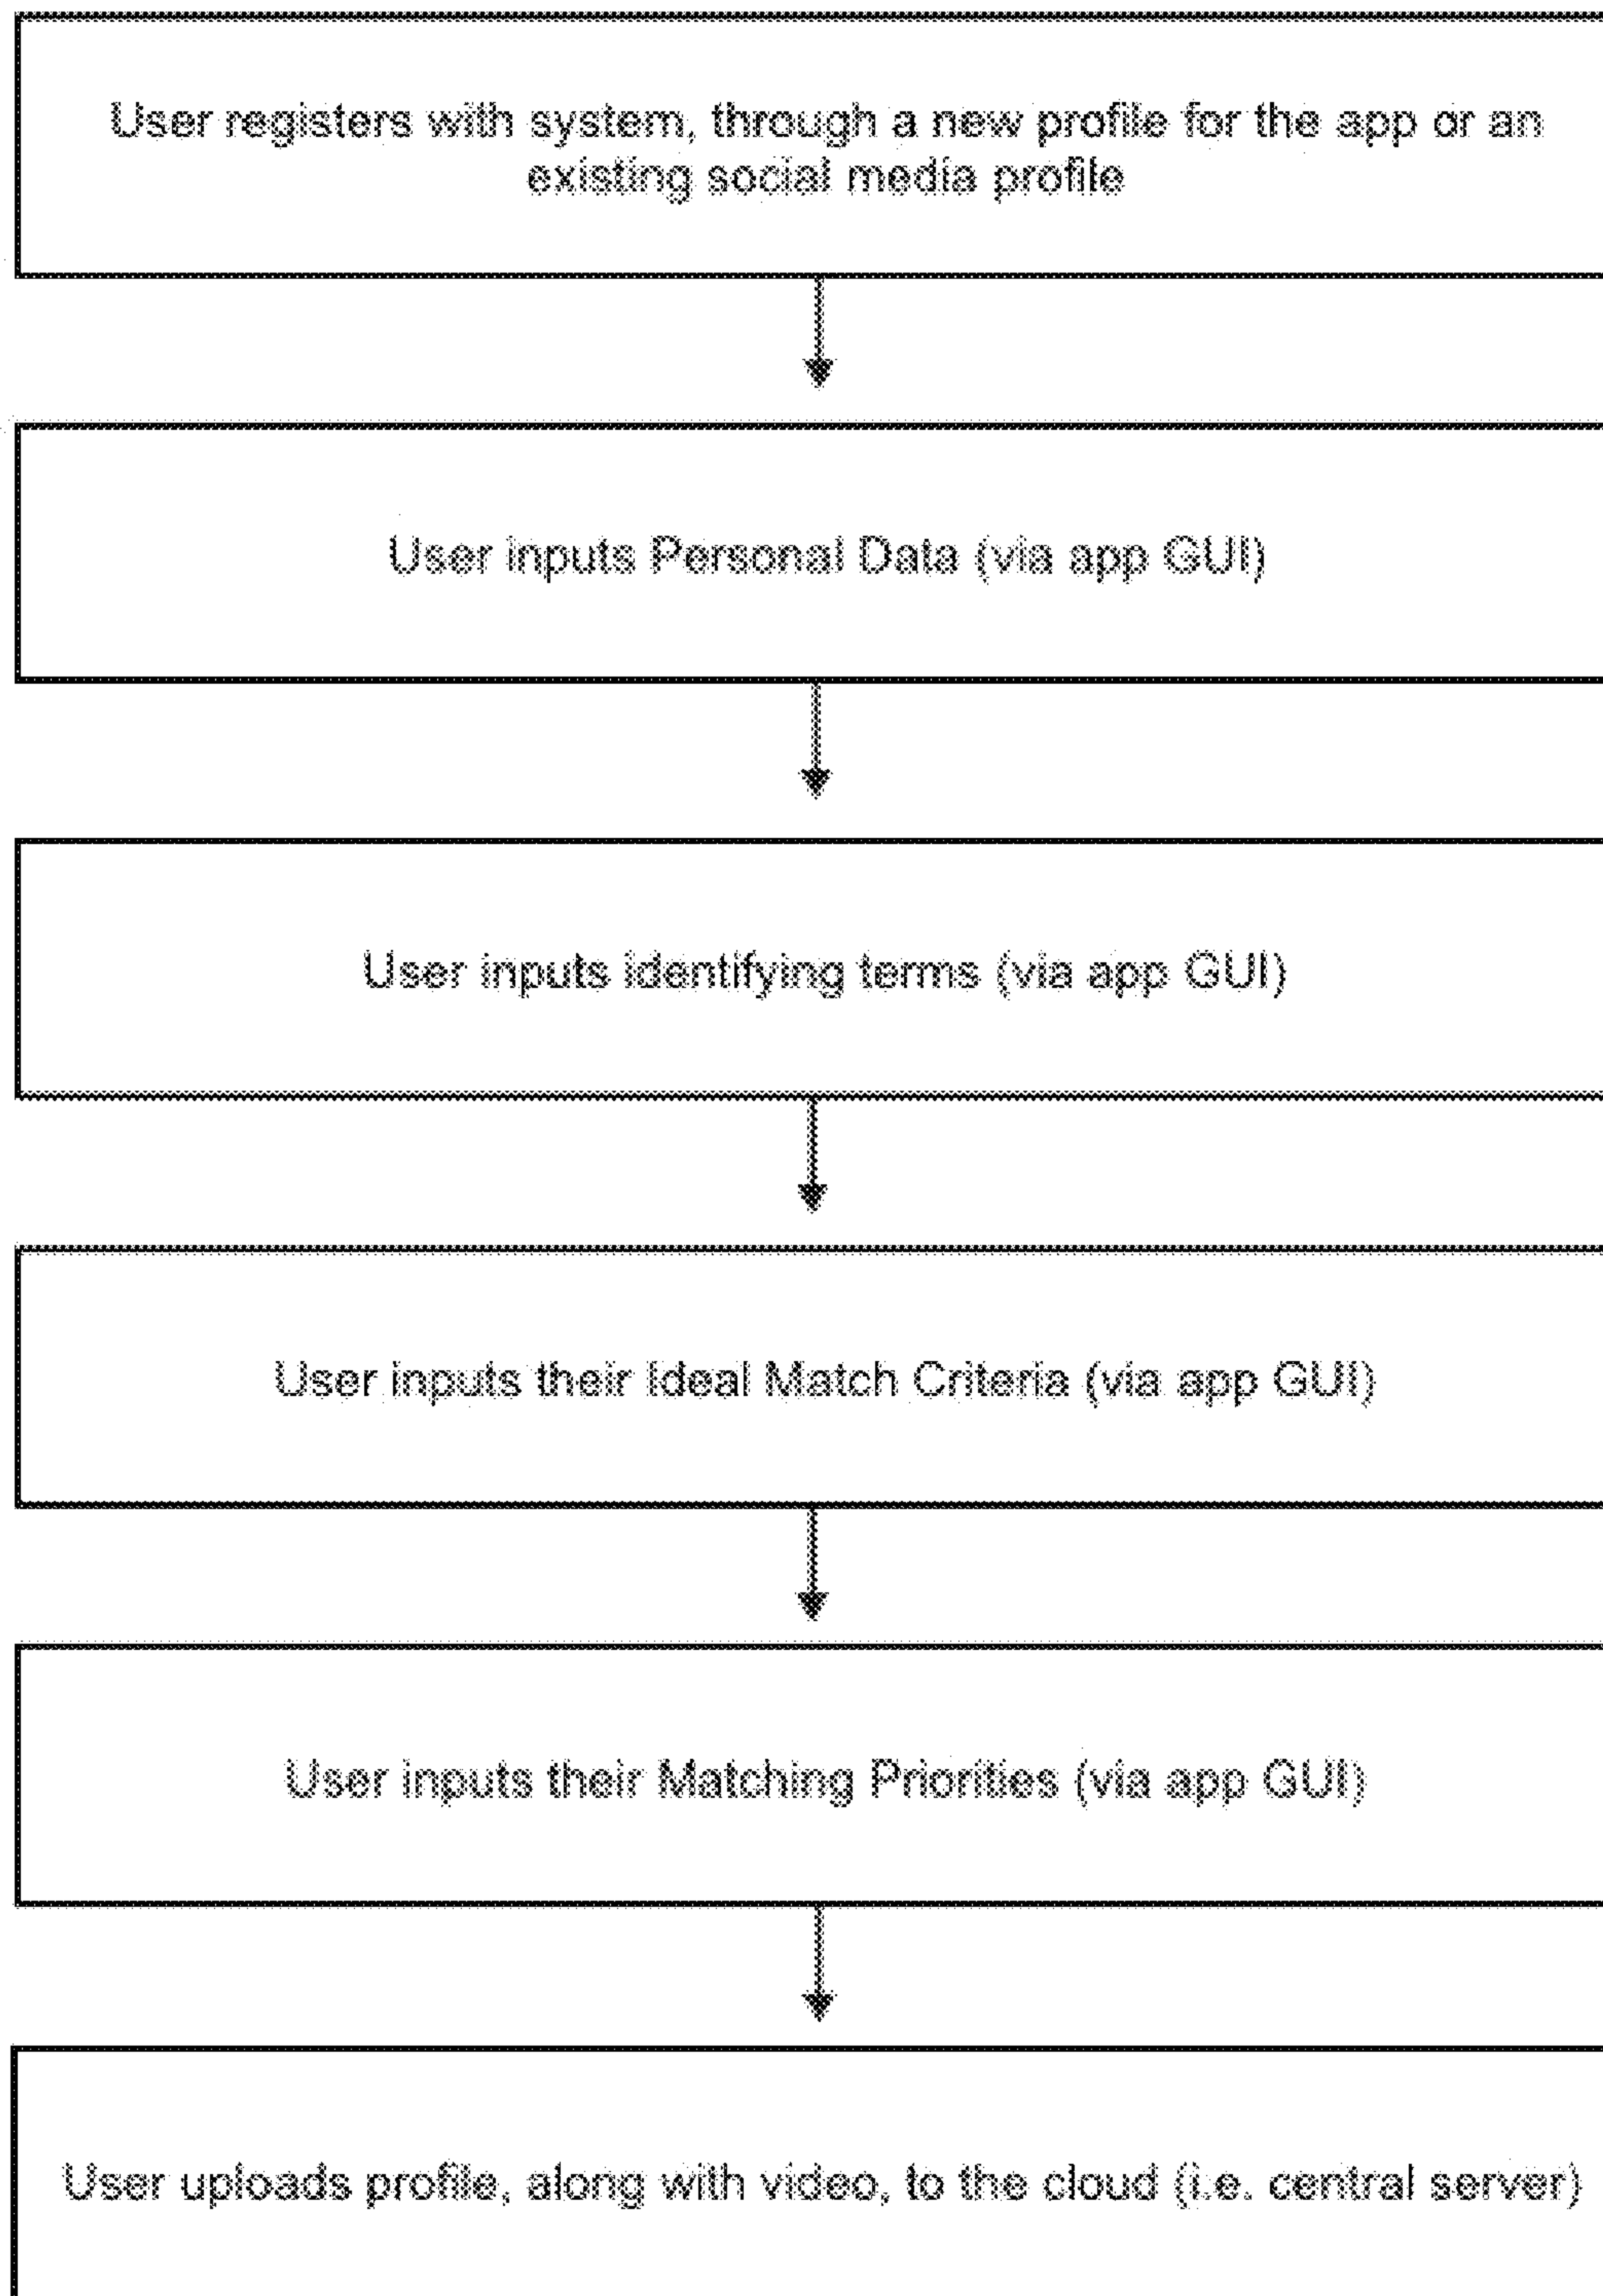 User registers with system, through a new profile for the app or an
existing social media profile
User inputs Personal Data (via app GUI)
User inputs identifying terms (via app GUI)
User inputs their Ideal Match Criteria (via app GUI)
User inputs their Matching Priorities (via app GUI)
User uploads profile, along with video, to the cloud (i.e. central server)